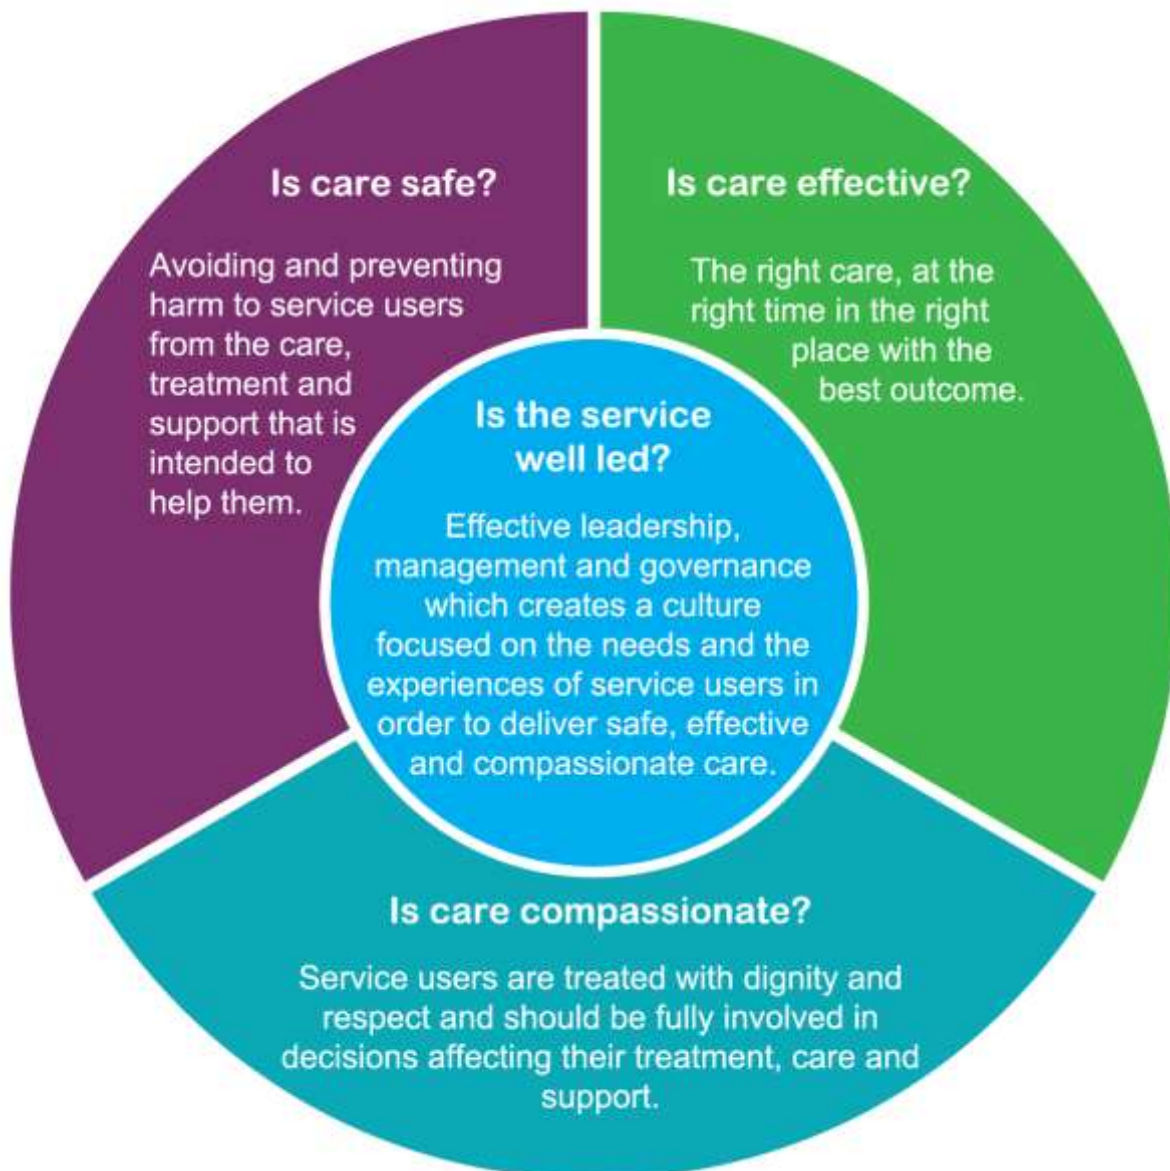 Is care safe?
Avoiding and preventing
harm to service users
from the care,
treatment and
support that is
intended to
help them.
Is care effective?
The right care, at the
right time in the right
place with the
best outcome.
Is the service
well led?
Effective leadership,
management and governance
which creates a culture
focused on the needs and the
experiences of service users in
order to deliver safe, effective
and compassionate care.
Is care compassionate?
Service users are treated with dignity and
respect and should be fully involved in
decisions affecting their treatment, care and
support.